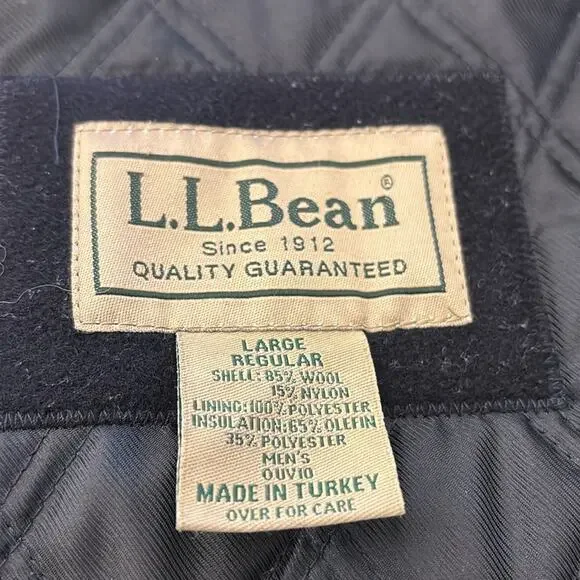 L.L.Bean®
Since 1912
QUALITY GUARANTEED
LARGE
REGULAR
SHELL: 85% WOOL
15% NYLON
LINING: 100% POLYESTER
INSULATION: 65% OLEFIN
35% POLYESTER
MEN'S
OUV10
MADE IN TURKEY
OVER FOR CARE